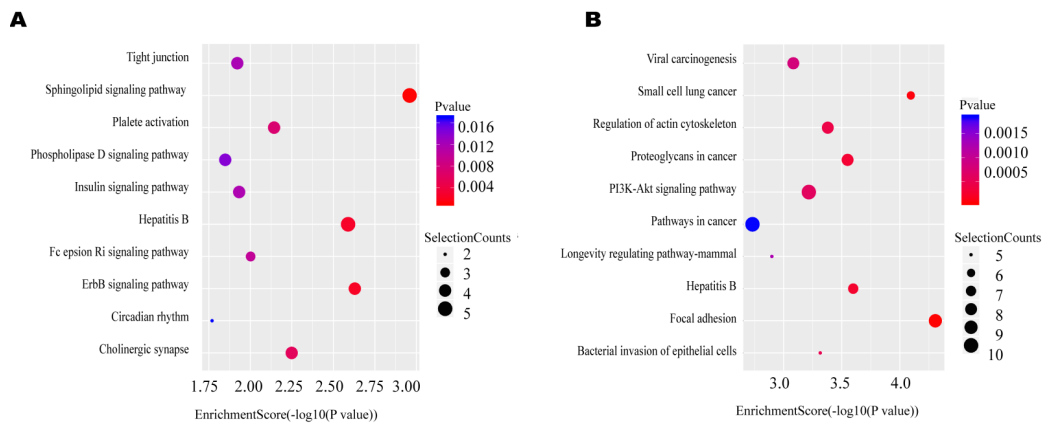 A
Tight junction
Sphingolipid signaling pathway
Plalete activation
Phospholipase D signaling pathway
Insulin signaling pathway
Hepatitis B
Fc epsilon Ri signaling pathway
ErbB signaling pathway
Circadian rhythm
Cholinergic synapse
1.75 2.00 2.25 2.50 2.75 3.00
EnrichmentScore(-log10(P value))
Pvalue
0.016
0.012
0.008
0.004
SelectionCounts
2
3
4
5
B
Viral carcinogenesis
Small cell lung cancer
Regulation of actin cytoskeleton
Proteoglycans in cancer
PI3K-Akt signaling pathway
Pathways in cancer
Longevity regulating pathway-mammal
Hepatitis B
Focal adhesion
Bacterial invasion of epithelial cells
3.0 3.5 4.0
EnrichmentScore(-log10(P value))
Pvalue
0.0015
0.0010
0.0005
SelectionCounts
5
6
7
8
9
10